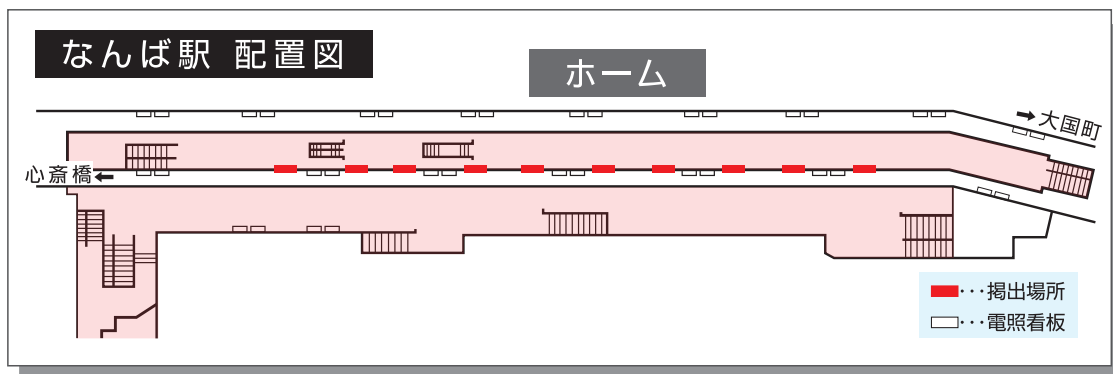 なんば駅 配置図
ホーム
➡大国町
心斎橋⬅
･･･掲出場所
･･･電照看板